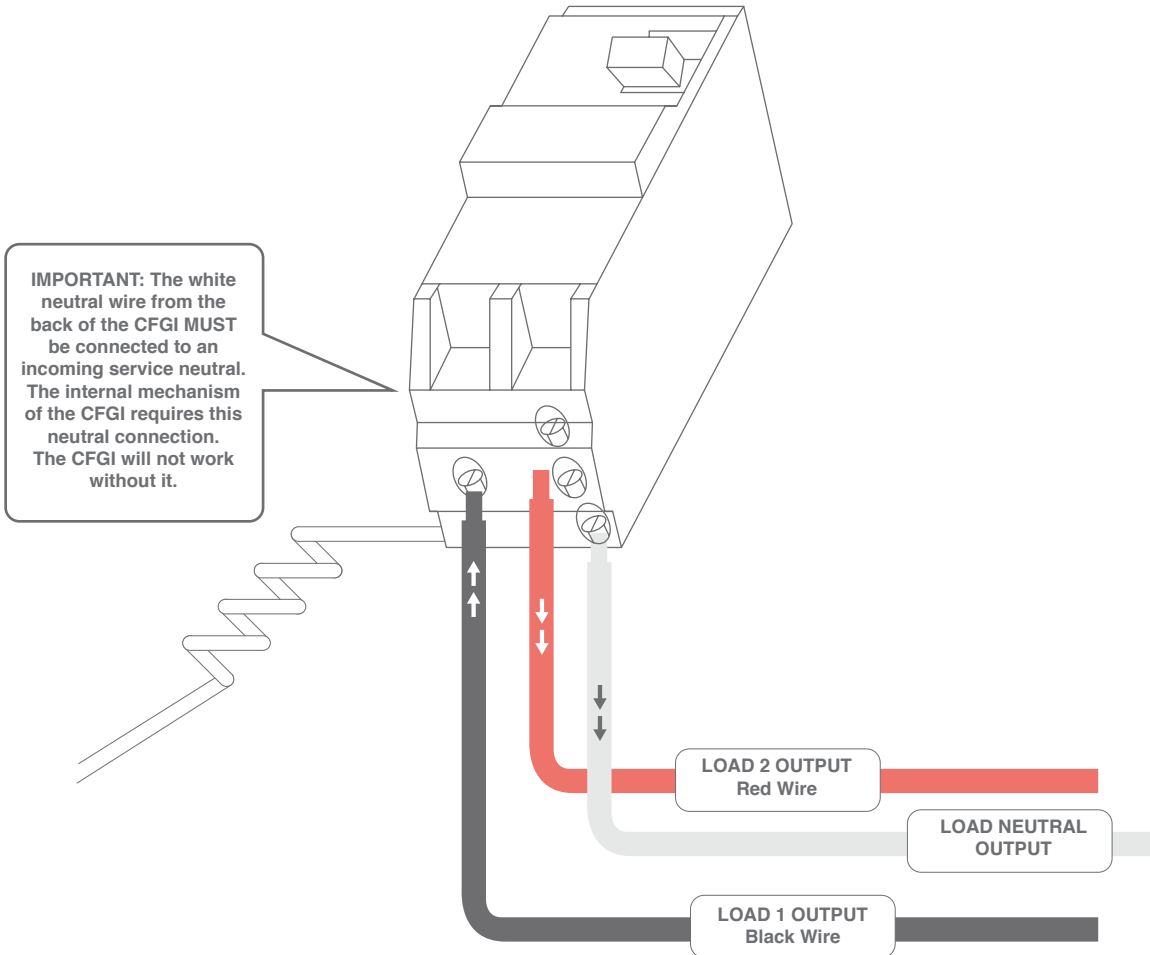 IMPORTANT: The white
neutral wire from the
back of the CFGI MUST
be connected to an
incoming service neutral.
The internal mechanism
of the CFGI requires this
neutral connection.
The CFGI will not work
without it.
LOAD 2 OUTPUT
Red Wire
LOAD NEUTRAL
OUTPUT
LOAD 1 OUTPUT
Black Wire